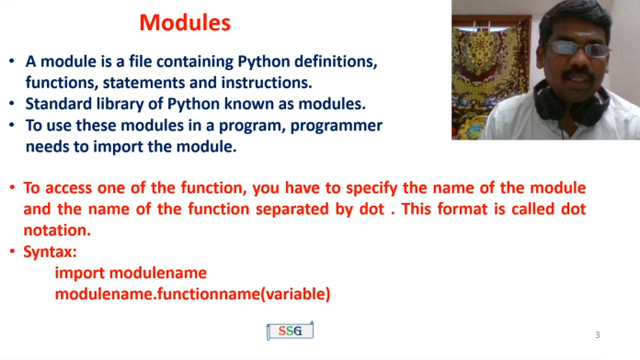 Modules
• A module is a file containing Python definitions,
functions, statements and instructions.
• Standard library of Python known as modules.
• To use these modules in a program, programmer
needs to import the module.
• To access one of the function, you have to specify the name of the module
and the name of the function separated by dot . This format is called dot
notation.
• Syntax:
import modulename
modulename.functionname(variable)
SSG
3